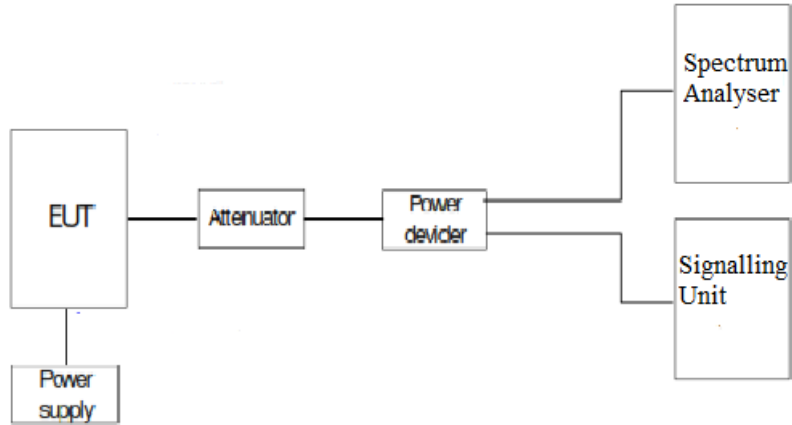 Spectrum
Analyser
EUT
Attenuator
Power
devider
Signalling
Unit
Power
supply